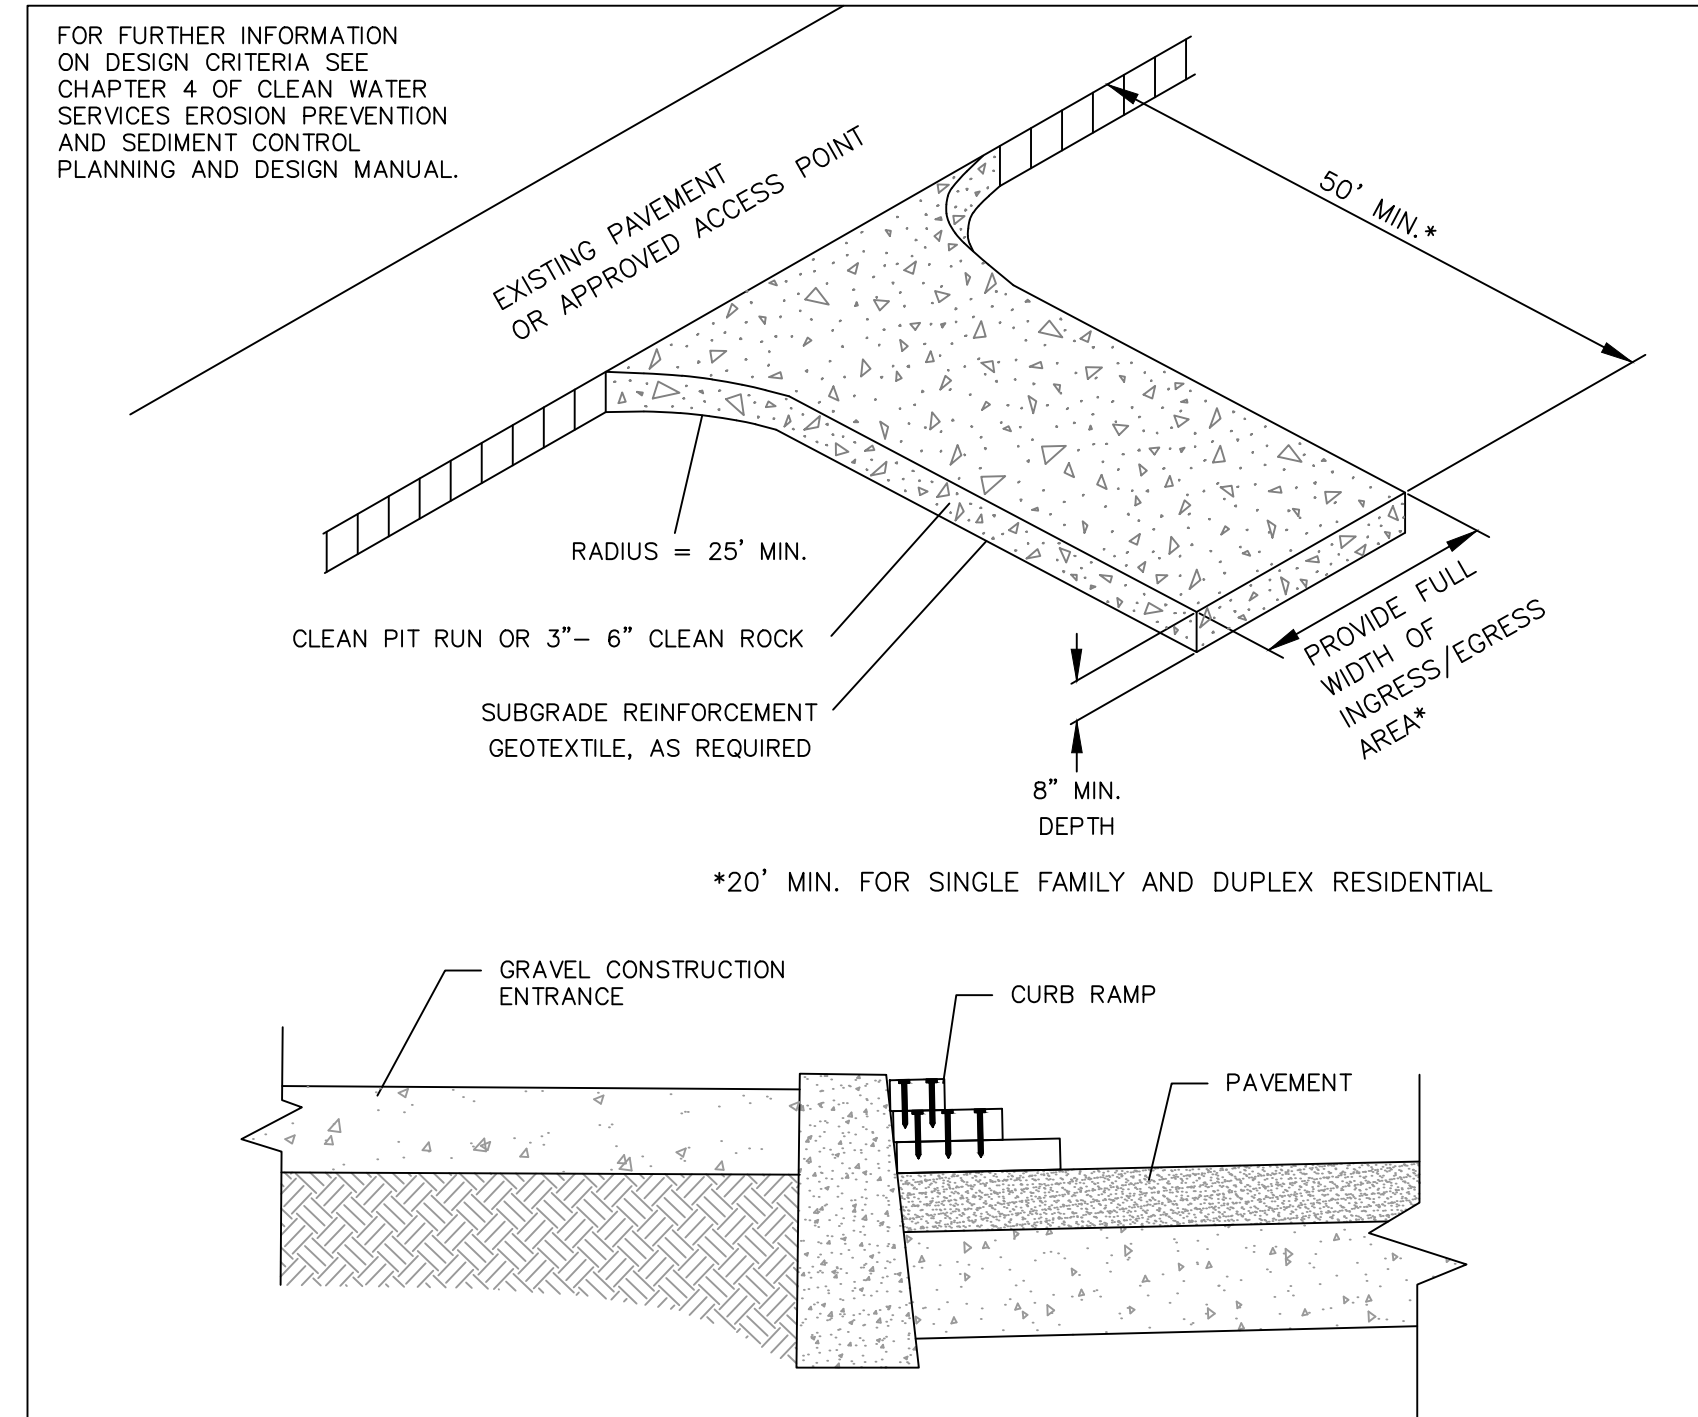 FOR FURTHER INFORMATION
ON DESIGN CRITERIA SEE
CHAPTER 4 OF CLEAN WATER
SERVICES EROSION PREVENTION
AND SEDIMENT CONTROL
PLANNING AND DESIGN MANUAL.
EXISTING PAVEMENT
OR APPROVED ACCESS POINT
50' MIN.*
RADIUS = 25' MIN.
CLEAN PIT RUN OR 3"– 6" CLEAN ROCK
SUBGRADE REINFORCEMENT
GEOTEXTILE, AS REQUIRED
PROVIDE FULL
WIDTH OF
INGRESS/EGRESS
AREA*
8" MIN.
DEPTH
*20' MIN. FOR SINGLE FAMILY AND DUPLEX RESIDENTIAL
GRAVEL CONSTRUCTION
ENTRANCE
CURB RAMP
PAVEMENT